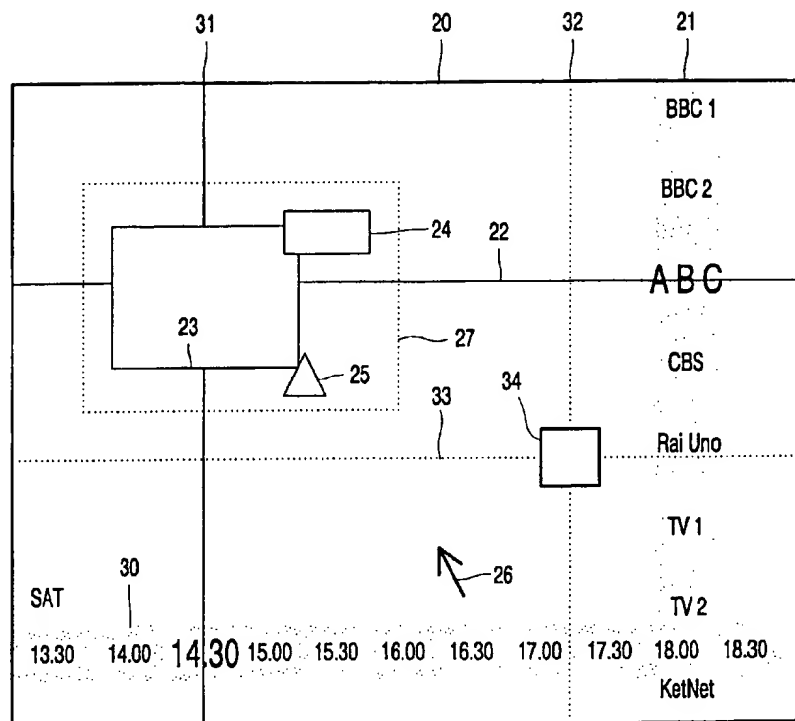 31 20 32 21
BBC 1
BBC 2
24 22
A B C
23 27 CBS
25 34
33 Rai Uno
TV 1
26
30
SAT TV 2
13.30 14.00 14.30 15.00 15.30 16.00 16.30 17.00 17.30 18.00 18.30
KetNet